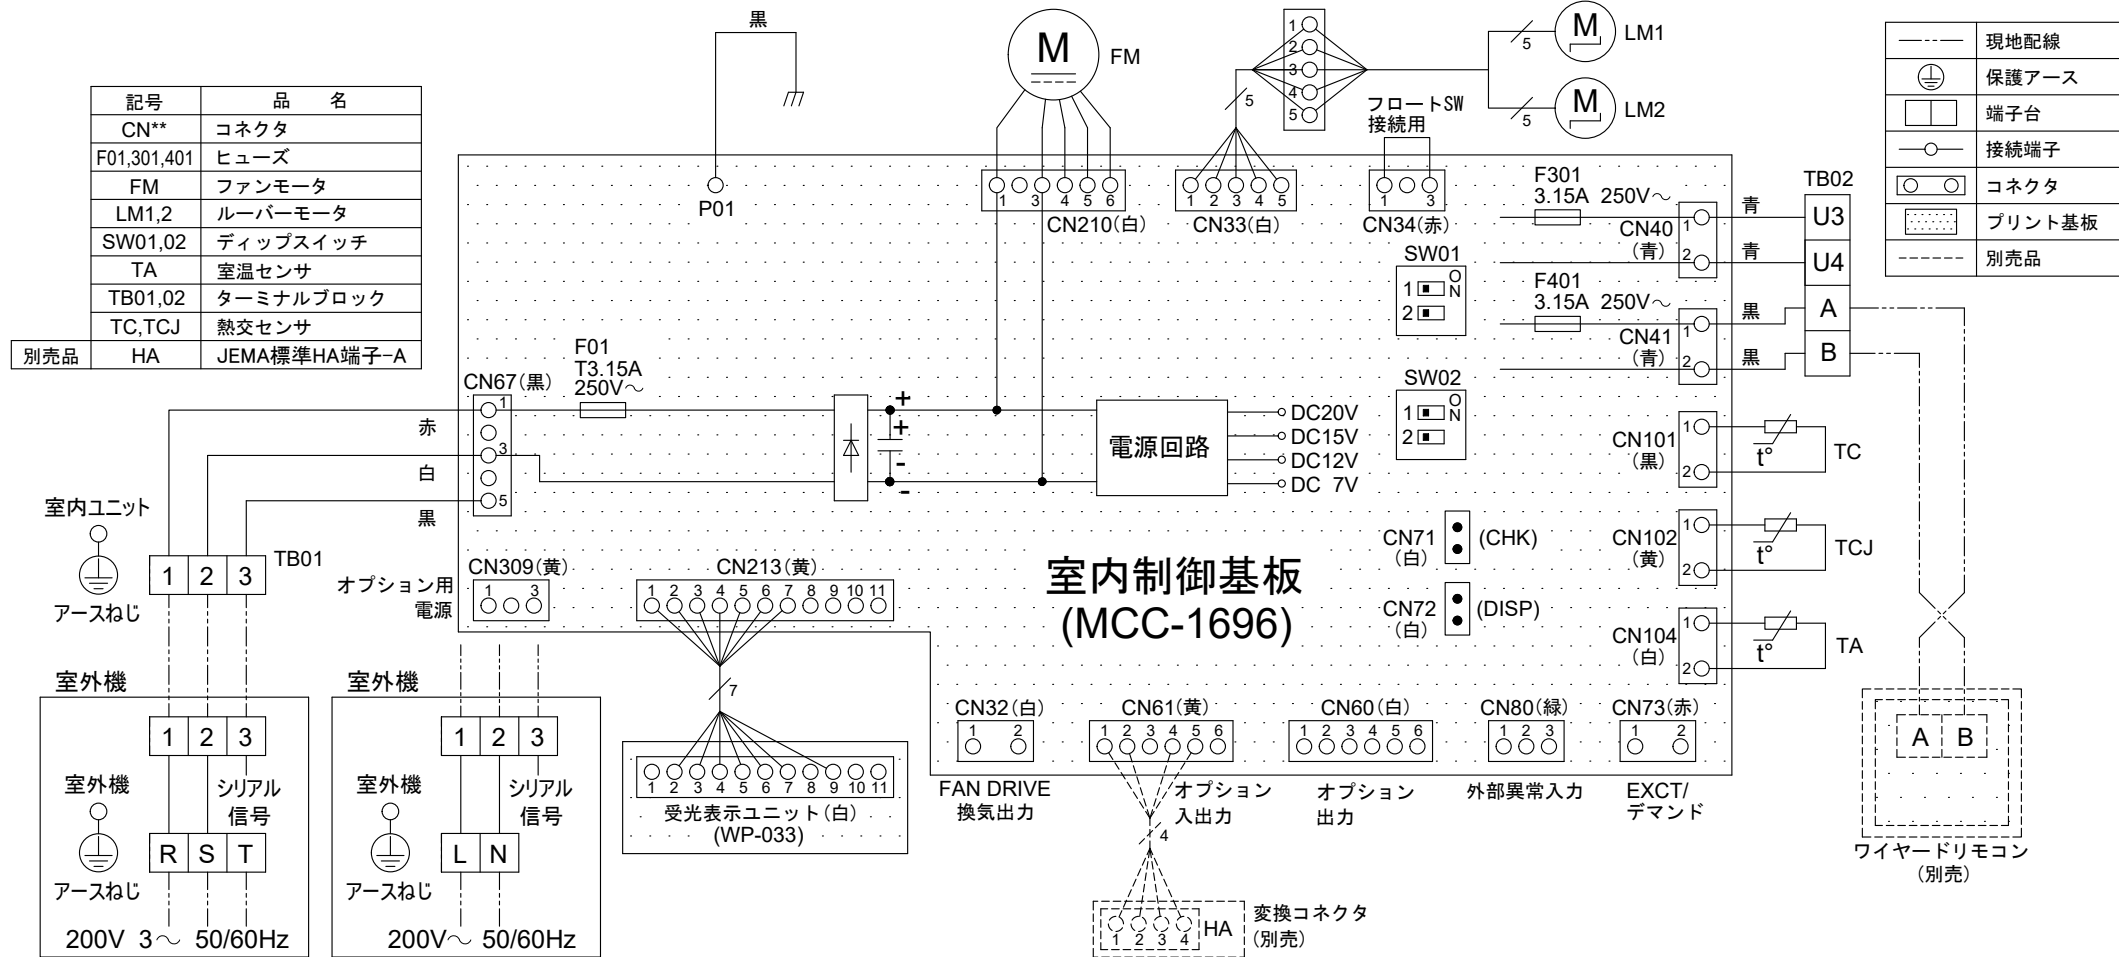 記号 品名
CN** コネクタ
F01,301,401 ヒューズ
FM ファンモータ
LM1,2 ルーバーモータ
SW01,02 ディップスイッチ
TA 室温センサ
TB01,02 ターミナルブロック
TC,TCJ 熱交センサ
別売品 HA JEMA標準HA端子-A
黒
P01
M
FM
1 3 4 5 6
CN210(白)
1
2
3
4
5
5
1 2 3 4 5
CN33(白)
5
M
LM1
5
M
LM2
フロートSW
接続用
1 3
CN34(赤)
現地配線
保護アース
端子台
接続端子
コネクタ
プリント基板
別売品
F301
3.15A 250V～
CN40
(青)
1
2
青
青
TB02
U3
U4
A
B
F401
3.15A 250V～
CN41
(青)
1
2
黒
黒
SW01
1
2
O
N
SW02
1
2
O
N
CN67(黒)
1
3
5
赤
白
黒
F01
T3.15A
250V～
+
+
-
-
電源回路
DC20V
DC15V
DC12V
DC 7V
CN101
(黒)
1
2
t°
TC
CN102
(黄)
1
2
t°
TCJ
CN104
(白)
1
2
t°
TA
CN71
(白)
(CHK)
CN72
(白)
(DISP)
室内制御基板
(MCC-1696)
室内ユニット
アースねじ
1 2 3
TB01
オプション用
電源
CN309(黄)
1 3
CN213(黄)
1 2 3 4 5 6 7 8 9 10 11
7
1 2 3 4 5 6 7 8 9 10 11
受光表示ユニット(白)
(WP-033)
室外機
1 2 3
室外機
アースねじ
シリアル
信号
R S T
200V 3～ 50/60Hz
室外機
1 2 3
室外機
アースねじ
シリアル
信号
L N
200V～ 50/60Hz
CN32(白)
1 2
FAN DRIVE
換気出力
CN61(黄)
1 2 3 4 5 6
オプション
入出力
4
1 2 3 4
HA
変換コネクタ
(別売)
CN60(白)
1 2 3 4 5 6
オプション
出力
CN80(緑)
1 2 3
外部異常入力
CN73(赤)
1 2
EXCT/
デマンド
A B
ワイヤードリモコン
(別売)